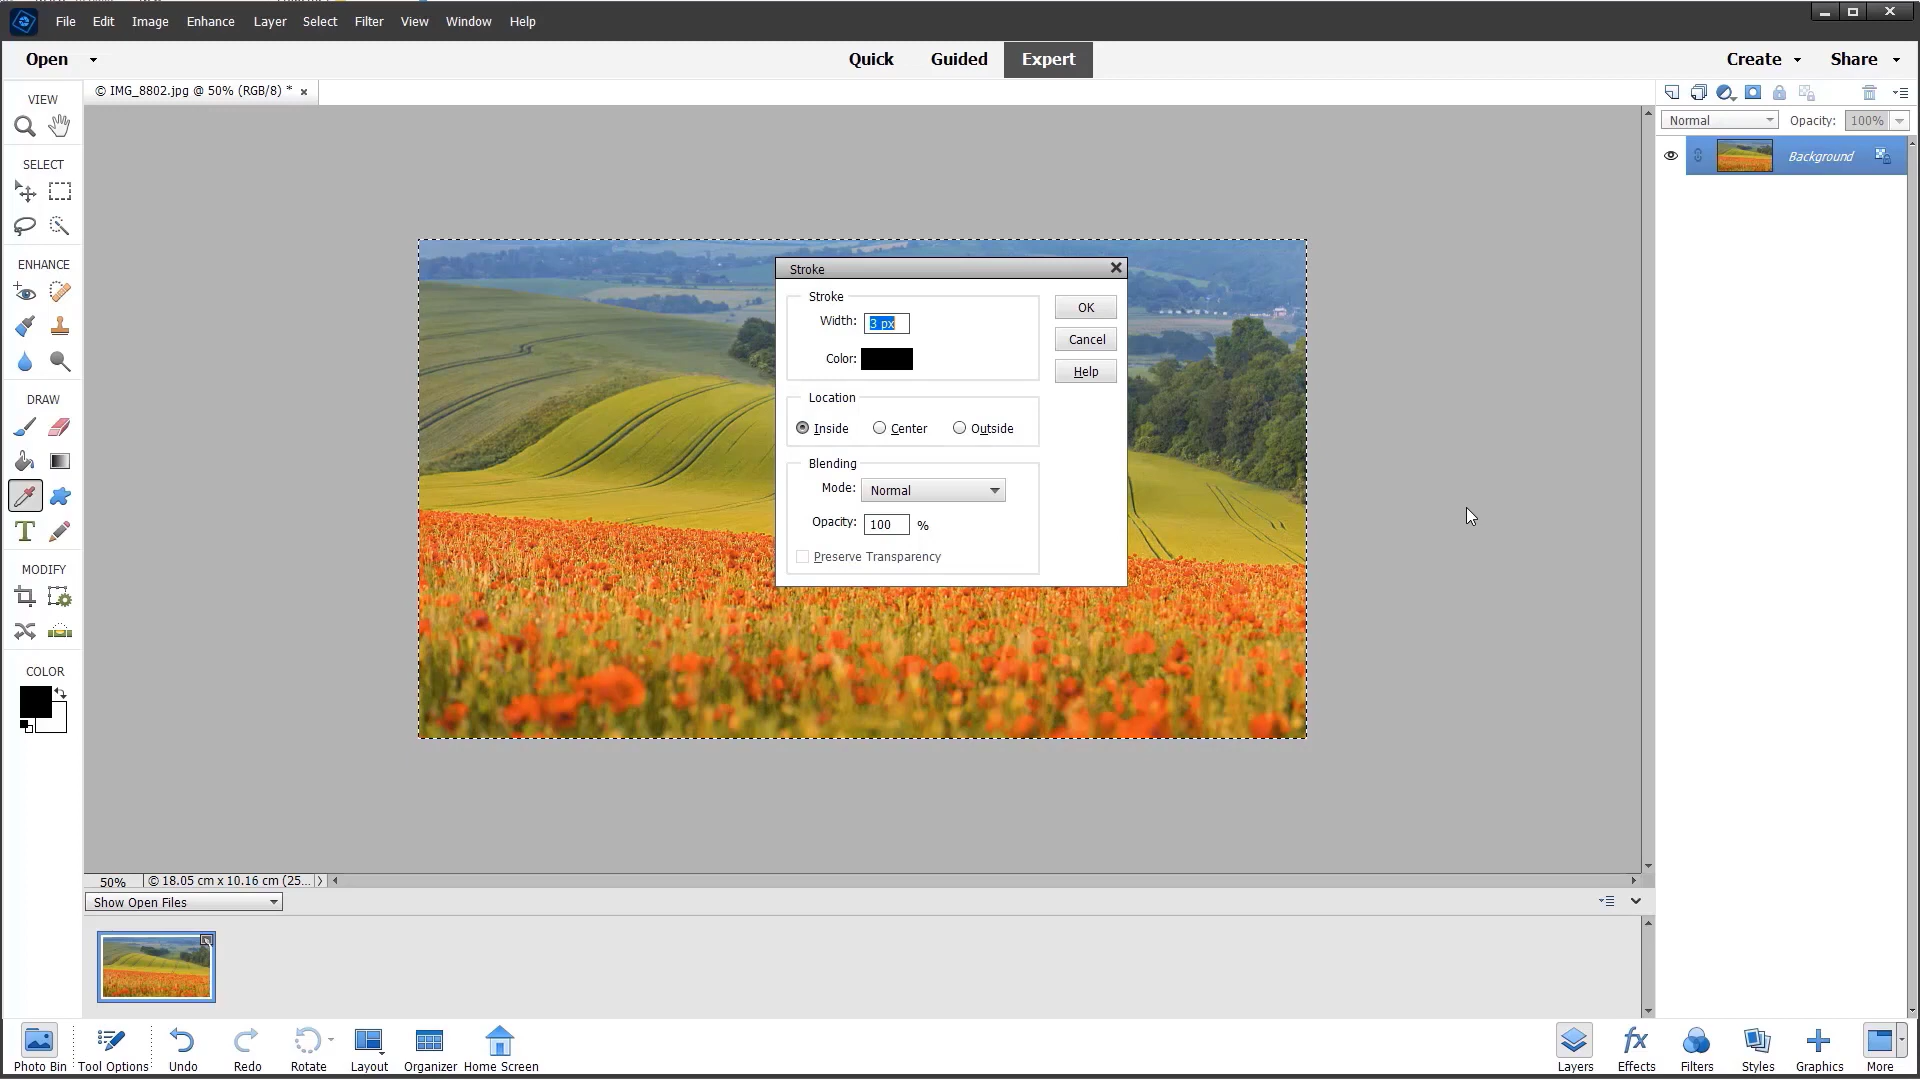 File Edit Image Enhance Layer Select Filter View Window Help
Open Quick Guided Expert Create Share
VIEW
© IMG_8802.jpg @ 50% (RGB/8) * ×
Normal Opacity: 100%
Background
SELECT
ENHANCE
DRAW
T
MODIFY
COLOR
Stroke
Stroke
Width: 3 px
Color:
OK
Cancel
Help
Location
Inside Center Outside
Blending
Mode: Normal
Opacity: 100 %
Preserve Transparency
50% © 18.05 cm x 10.16 cm (25...
Show Open Files
Photo Bin Tool Options Undo Redo Rotate Layout Organizer Home Screen
fx
Layers Effects Filters Styles Graphics More